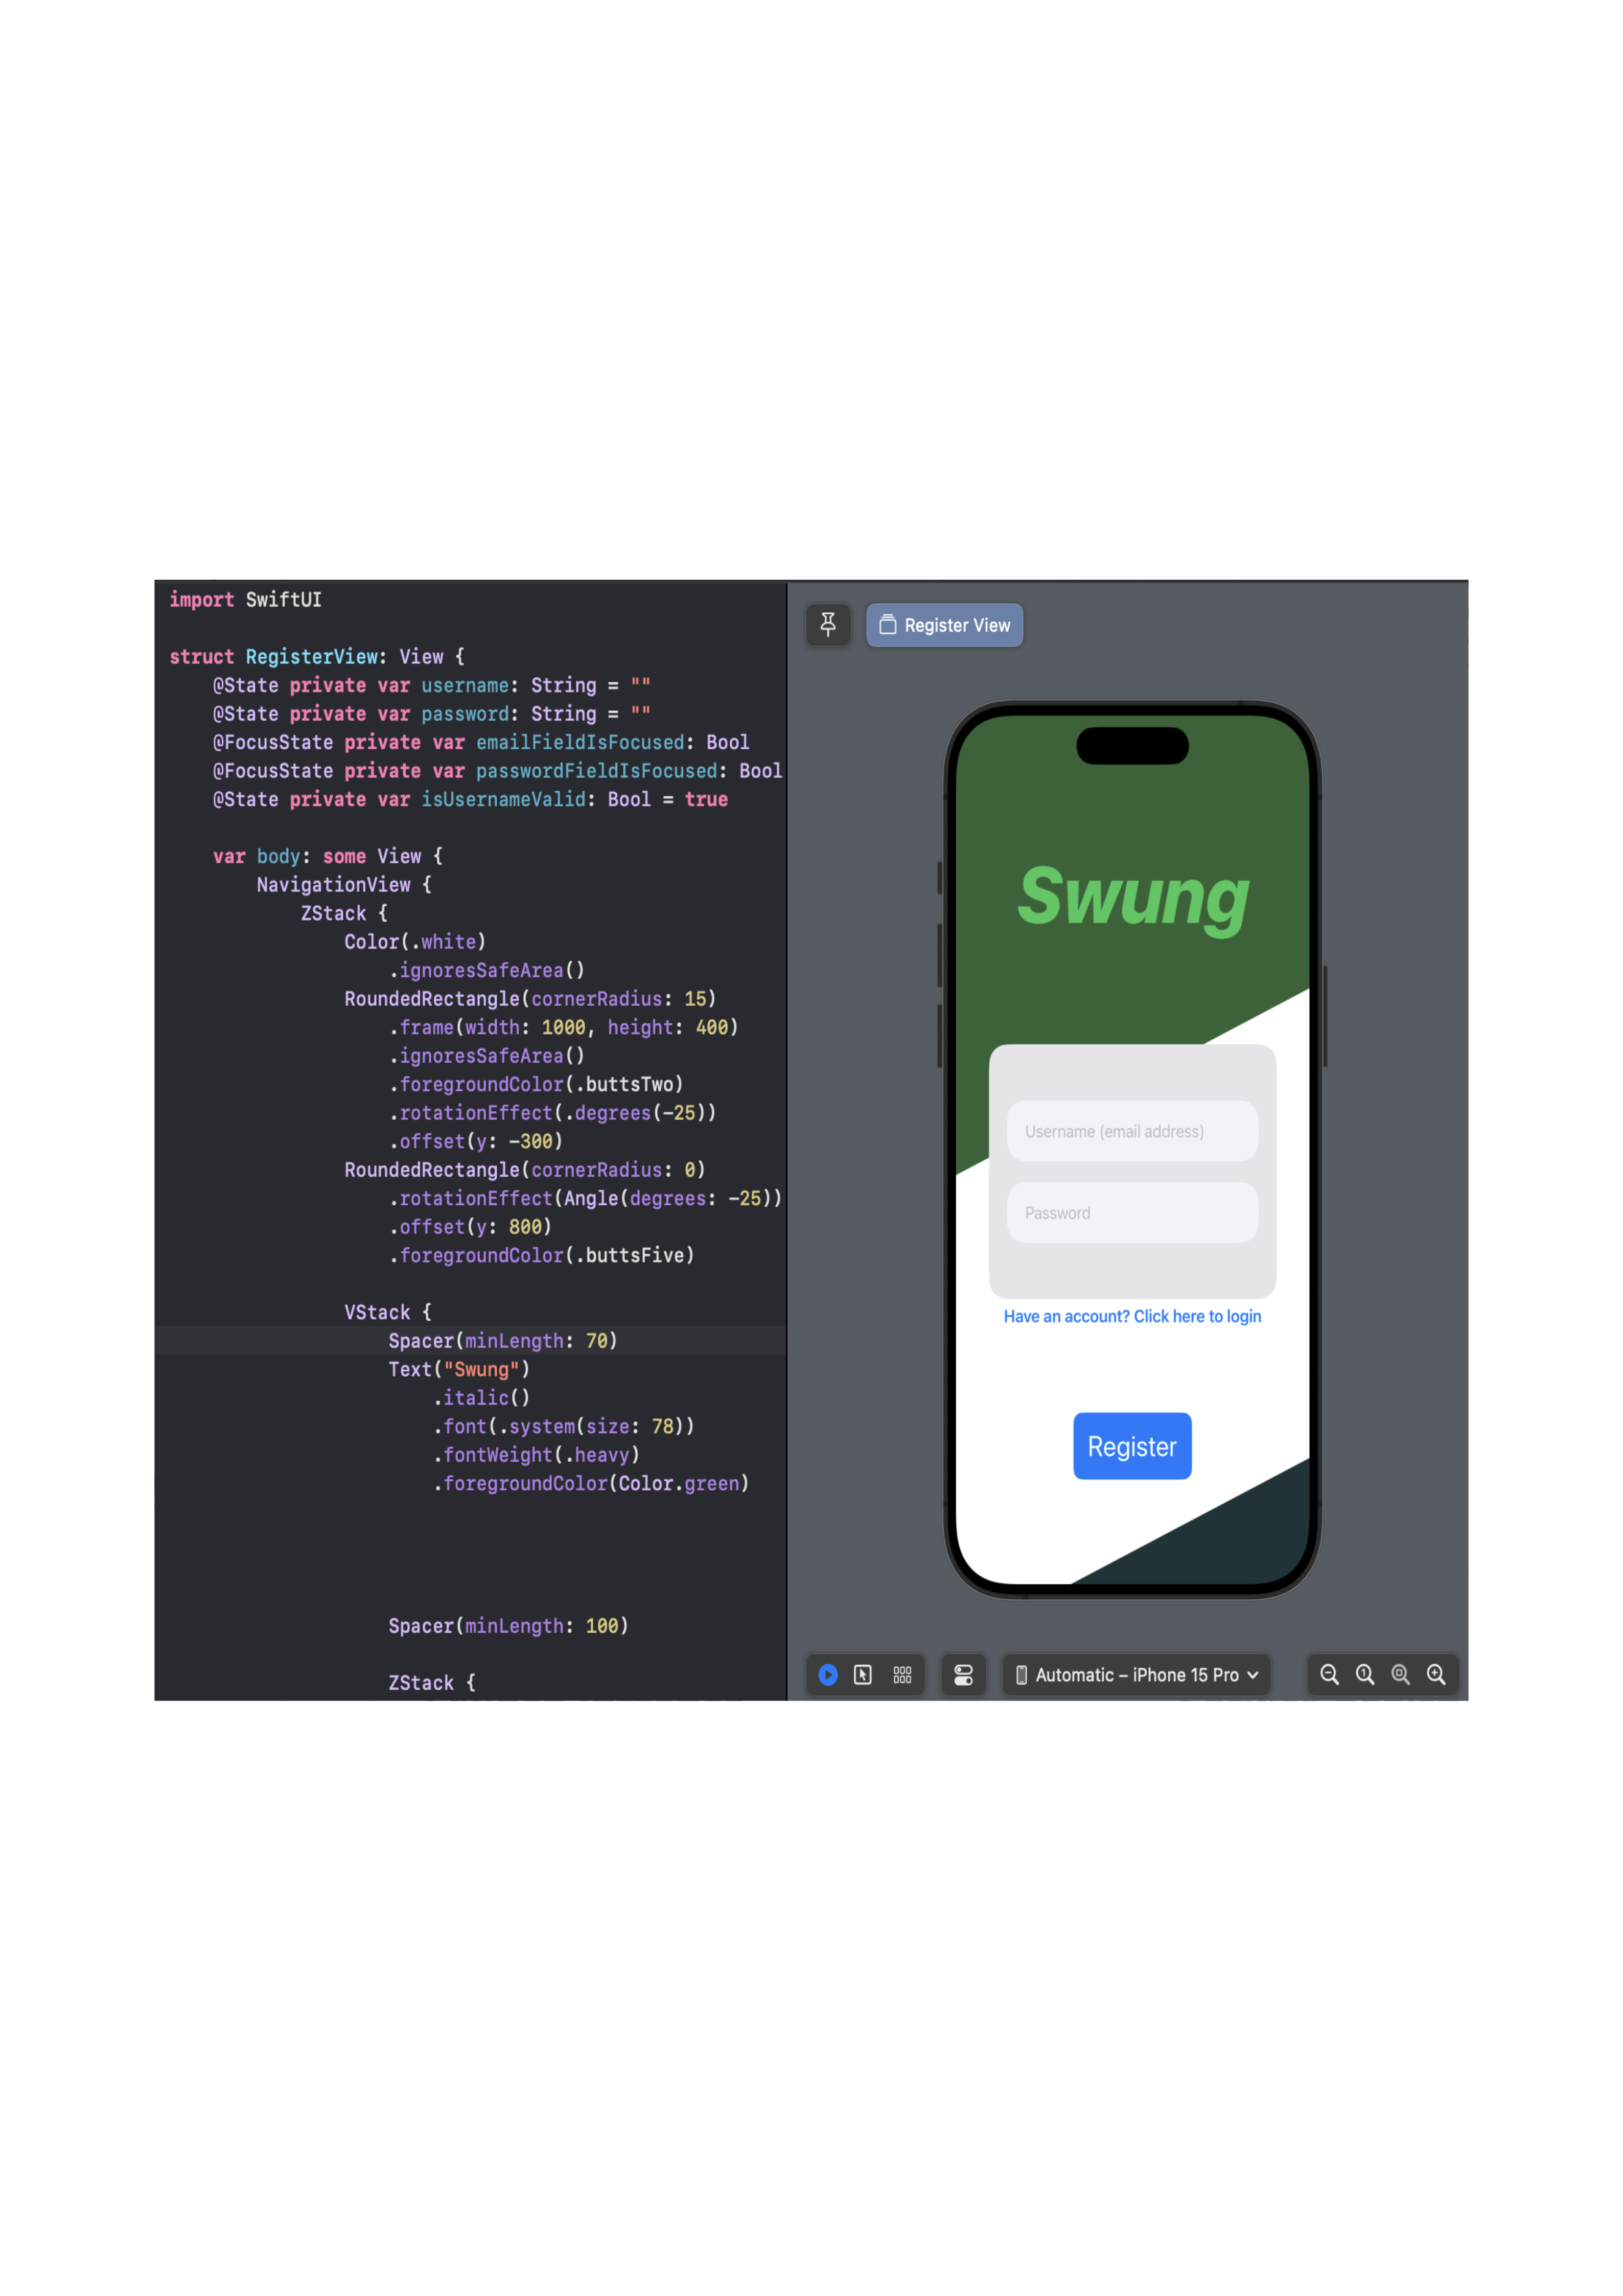 import SwiftUI
struct RegisterView: View {
@State private var username: String = ""
@State private var password: String = ""
@FocusState private var emailFieldIsFocused: Bool
@FocusState private var passwordFieldIsFocused: Bool
@State private var isUsernameValid: Bool = true
var body: some View {
NavigationView {
ZStack {
Color(.white)
.ignoresSafeArea()
RoundedRectangle(cornerRadius: 15)
.frame(width: 1000, height: 400)
.ignoresSafeArea()
.foregroundColor(.buttsTwo)
.rotationEffect(.degrees(-25))
.offset(y: -300)
RoundedRectangle(cornerRadius: 0)
.rotationEffect(Angle(degrees: -25))
.offset(y: 800)
.foregroundColor(.buttsFive)
VStack {
Spacer(minLength: 70)
Text("Swung")
.italic()
.font(.system(size: 78))
.fontWeight(.heavy)
.foregroundColor(Color.green)
Spacer(minLength: 100)
ZStack {
Register View
Swung
Username (email address)
Password
Have an account? Click here to login
Register
Automatic – iPhone 15 Pro